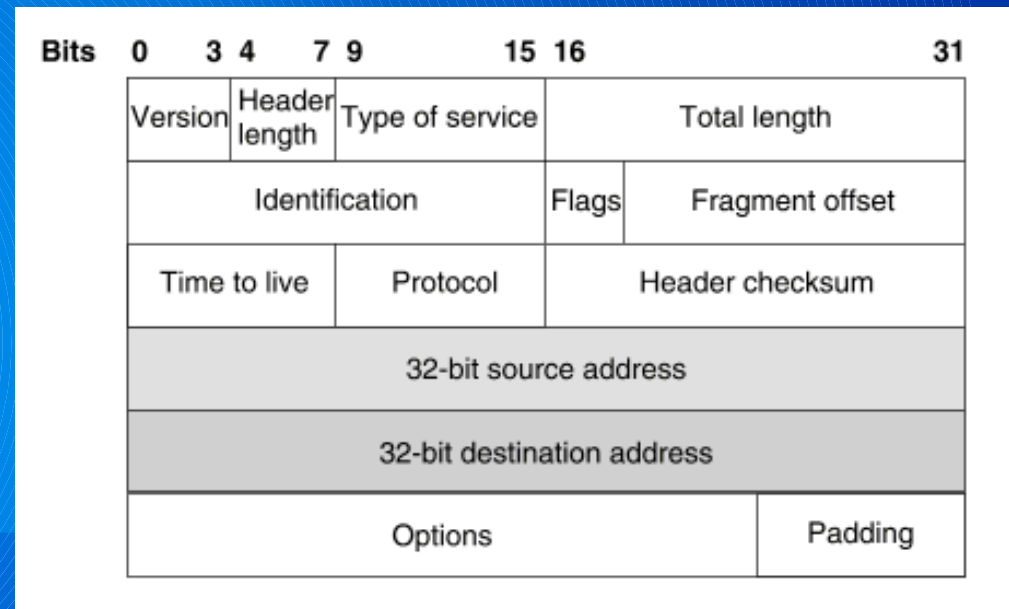 Bits 0 3 4 7 9 15 16 31
Version Header length Type of service Total length
Identification Flags Fragment offset
Time to live Protocol Header checksum
32-bit source address
32-bit destination address
Options Padding